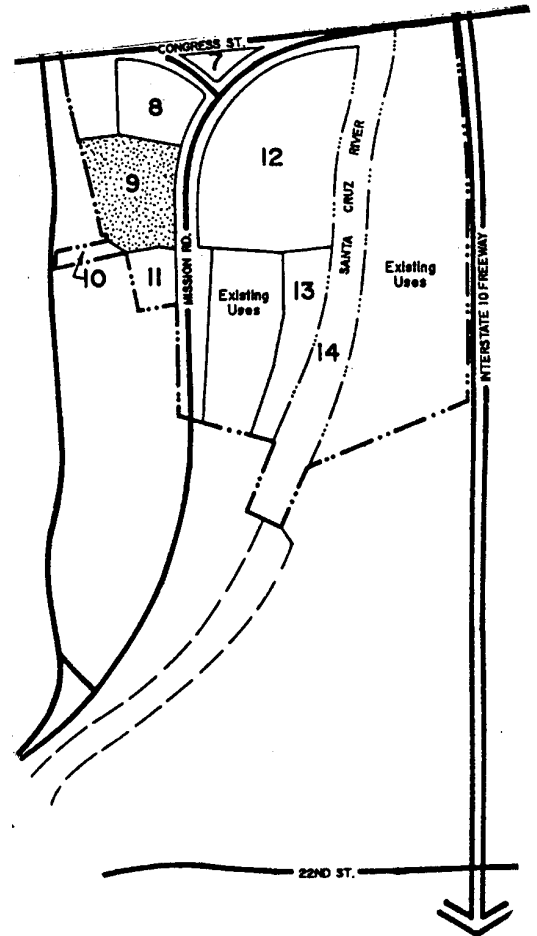 CONGRESS ST.
7
8
12
9
RIVER
CRUZ
SANTA
10
11
MISSION RD.
Existing
Uses
13
14
Existing
Uses
INTERSTATE 10 FREEWAY
22ND ST.